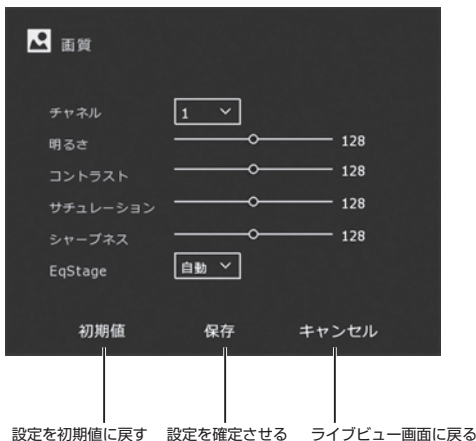 画質
チャネル 1
明るさ 128
コントラスト 128
サチュレーション 128
シャープネス 128
EqStage 自動
初期値 保存 キャンセル
設定を初期値に戻す 設定を確定させる ライブビュー画面に戻る